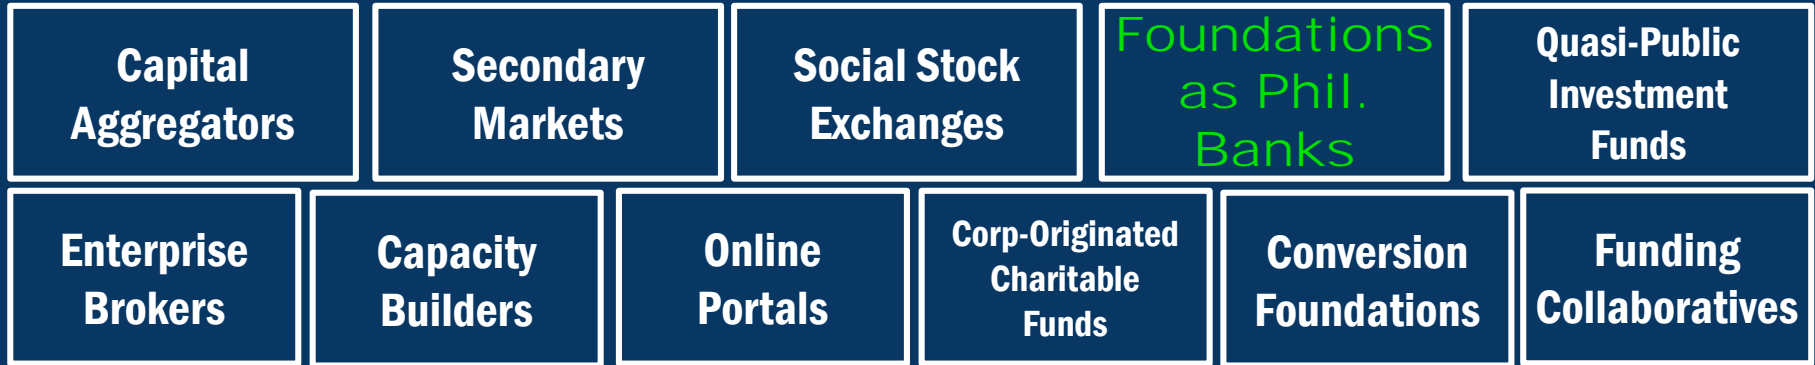 Capital
Aggregators
Secondary
Markets
Social Stock
Exchanges
Foundations
as Phil.
Banks
Quasi-Public
Investment
Funds
Enterprise
Brokers
Capacity
Builders
Online
Portals
Corp-Originated
Charitable
Funds
Conversion
Foundations
Funding
Collaboratives